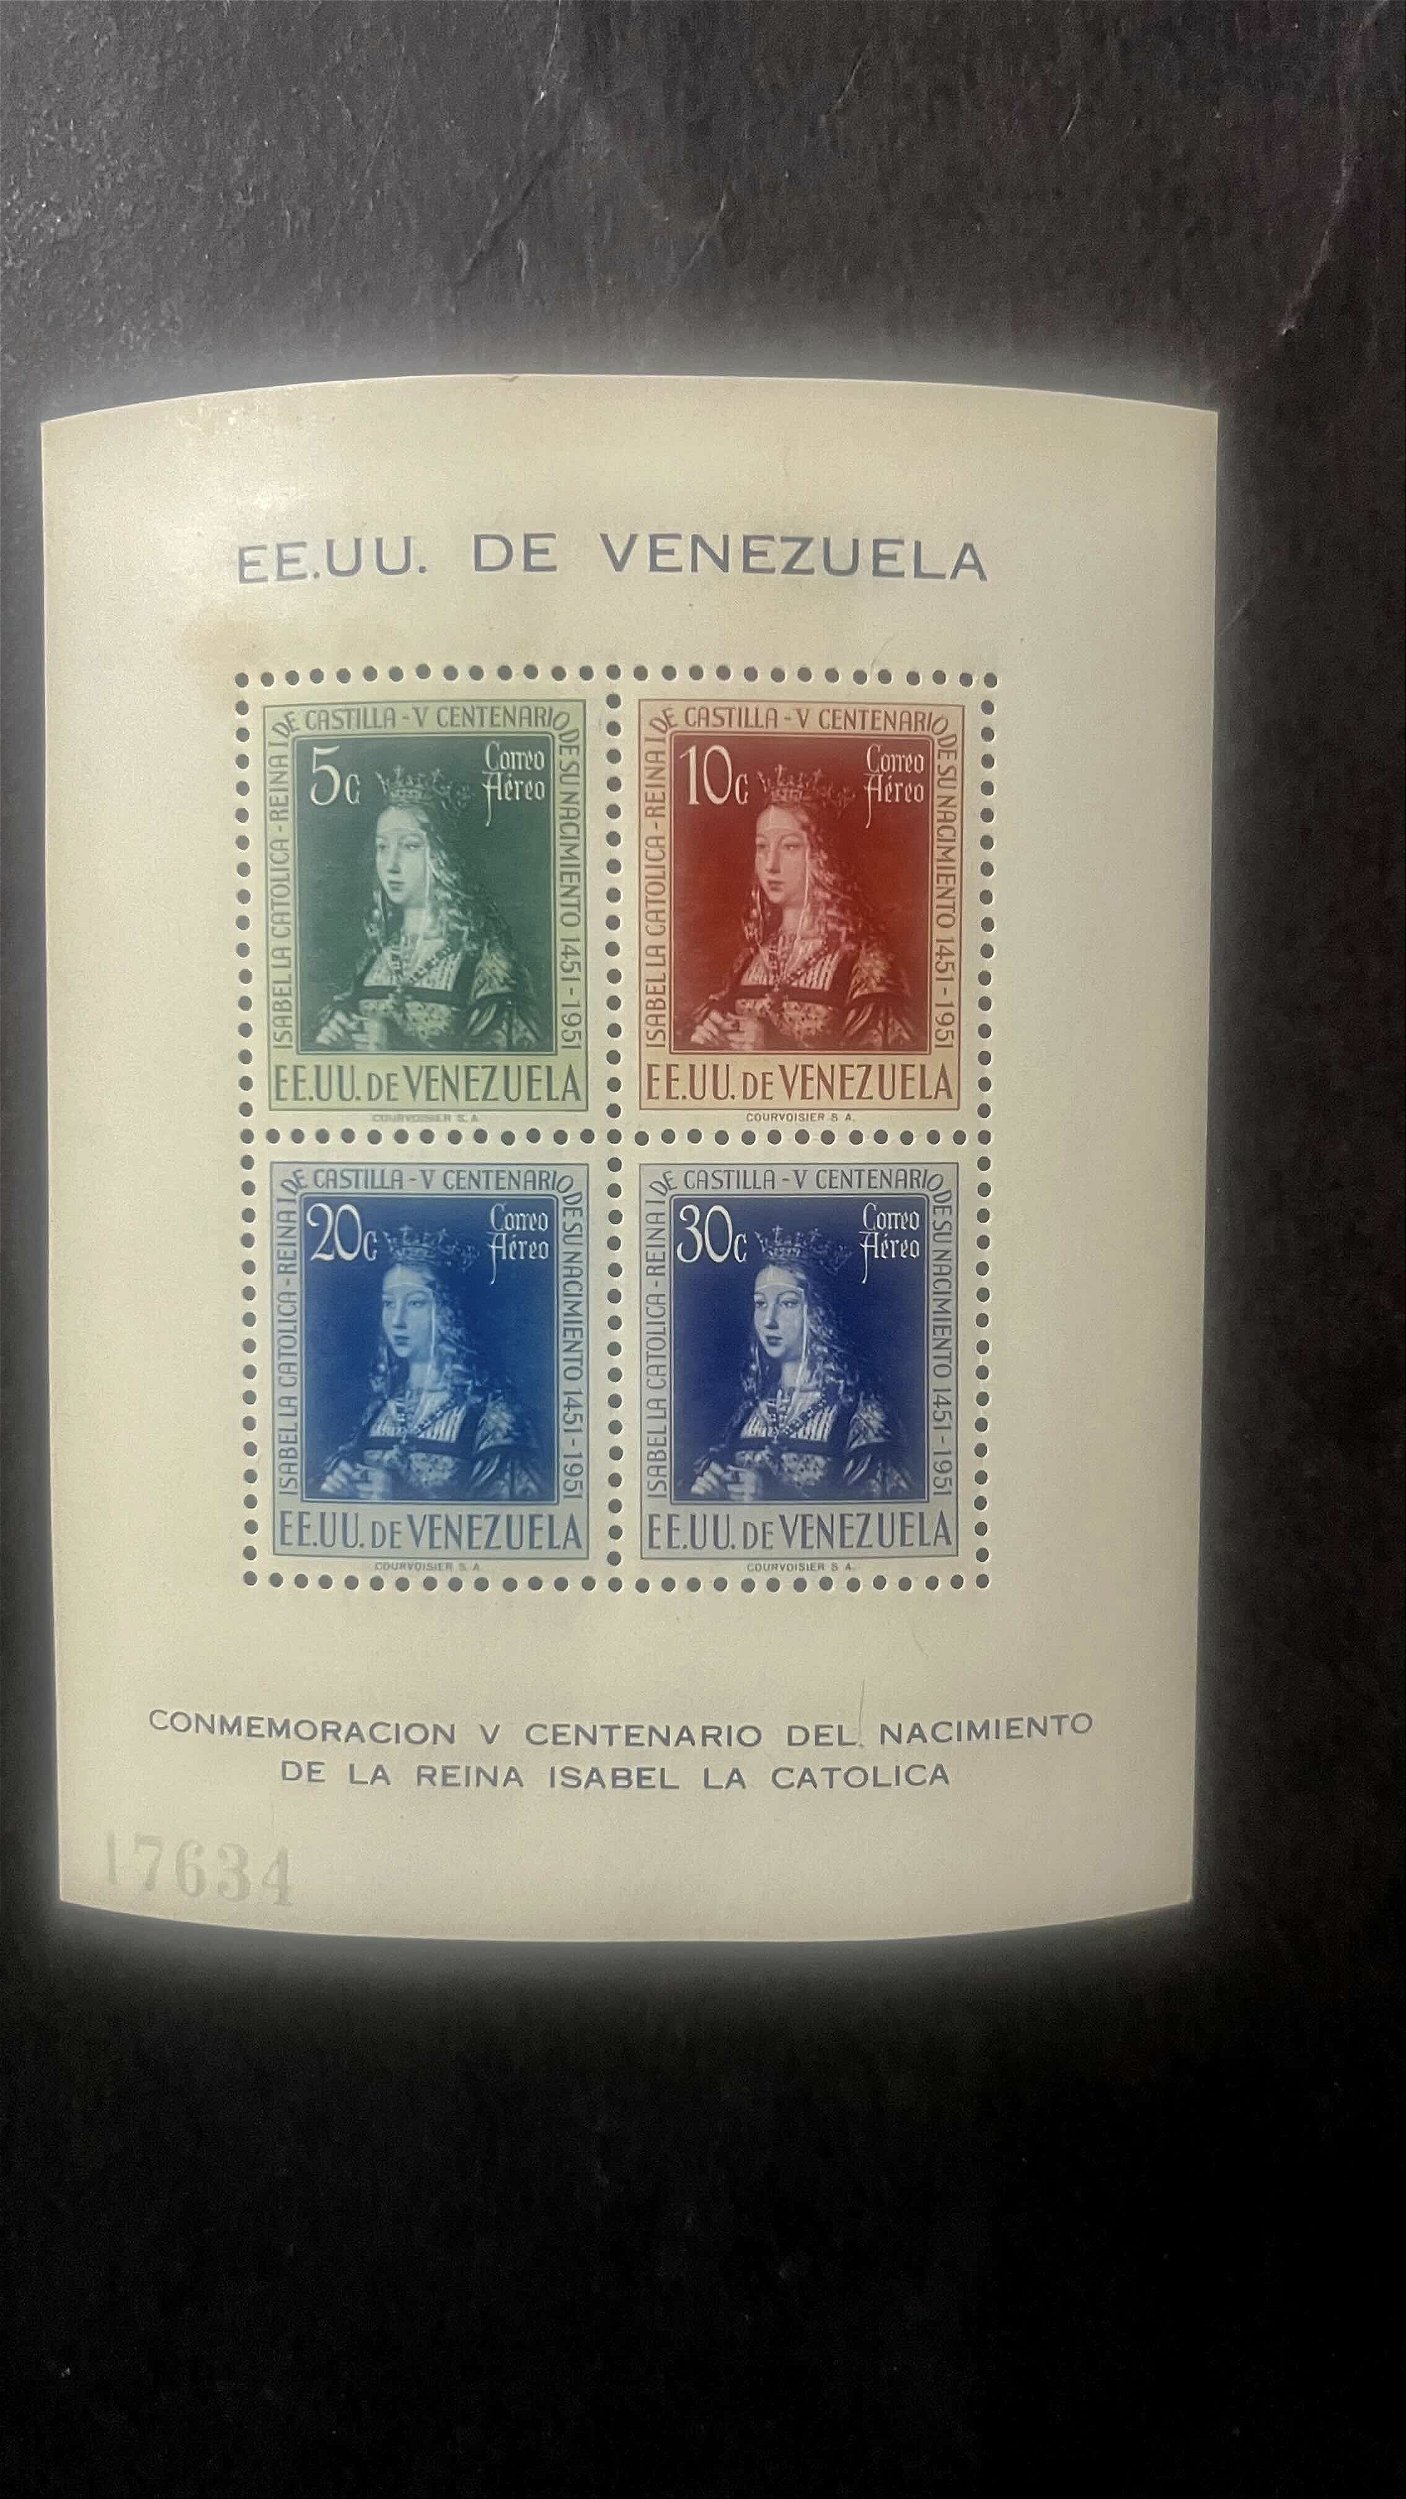 EE.UU. DE VENEZUELA
ISABEL LA CATOLICA - REINA I DE CASTILLA - V CENTENARIO DE SU NACIMIENTO 1451 - 1951
5c
Correo
Aéreo
EE.UU. DE VENEZUELA
COURVOISIER S. A.
ISABEL LA CATOLICA - REINA I DE CASTILLA - V CENTENARIO DE SU NACIMIENTO 1451 - 1951
10c
Correo
Aéreo
EE.UU. DE VENEZUELA
COURVOISIER S A.
ISABEL LA CATOLICA - REINA I DE CASTILLA - V CENTENARIO DE SU NACIMIENTO 1451 - 1951
20c
Correo
Aéreo
EE.UU. DE VENEZUELA
COURVOISIER S. A.
ISABEL LA CATOLICA - REINA I DE CASTILLA - V CENTENARIO DE SU NACIMIENTO 1451 - 1951
30c
Correo
Aéreo
EE.UU. DE VENEZUELA
COURVOISIER S A.
CONMEMORACION V CENTENARIO DEL NACIMIENTO
DE LA REINA ISABEL LA CATOLICA
17634